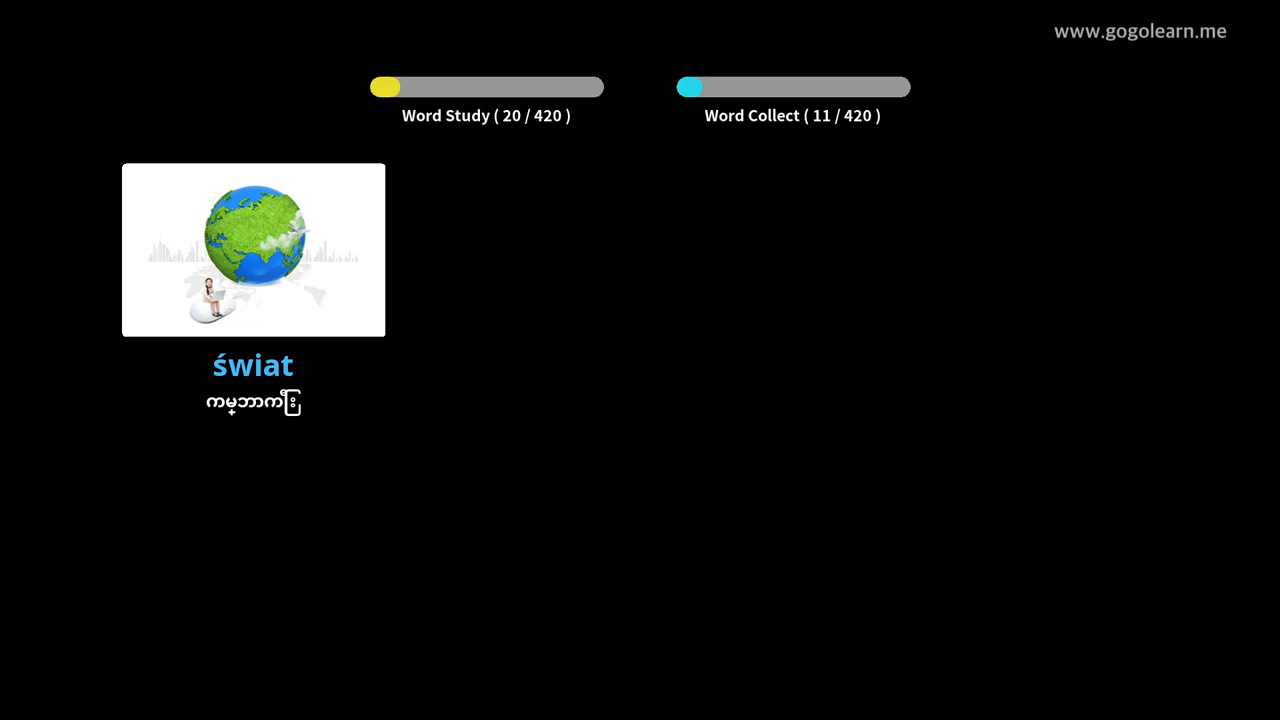 www.gogolearn.me
Word Study ( 20 / 420 )
Word Collect ( 11 / 420 )
świat
ကမ္ဘာကြီး